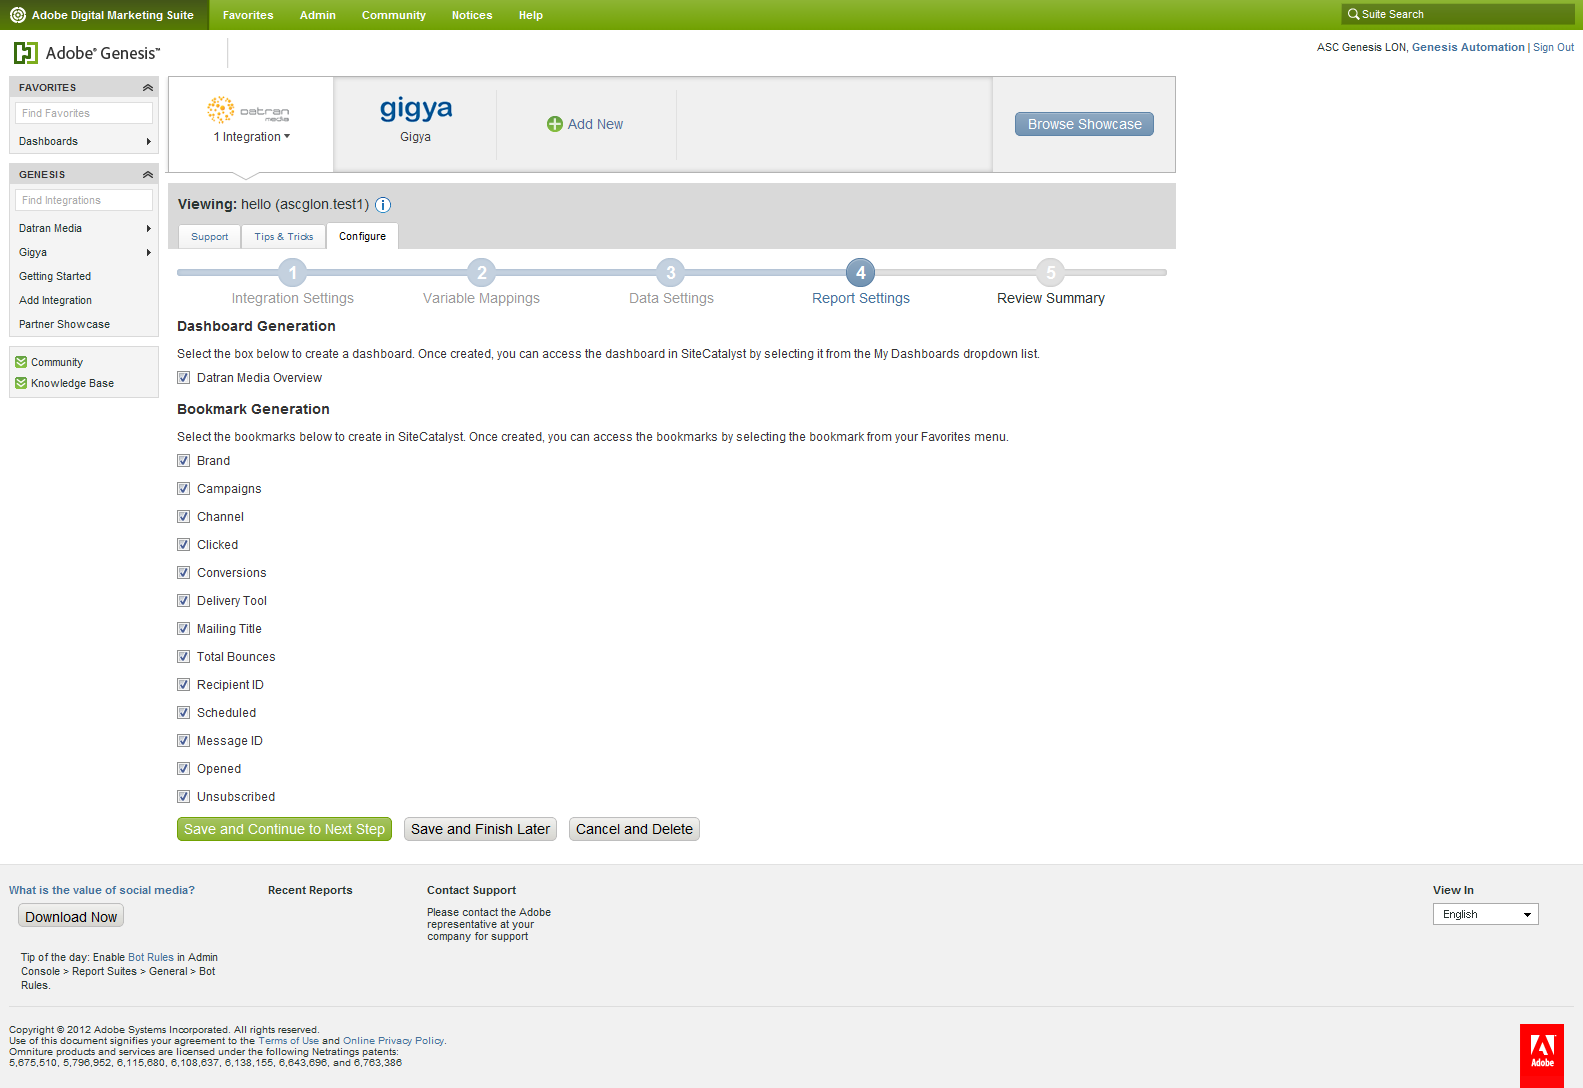 Adobe Digital Marketing Suite Favorites Admin Community Notices Help Suite Search
Adobe® Genesis™
ASC Genesis LON, Genesis Automation | Sign Out
FAVORITES
Find Favorites
Dashboards
GENESIS
Find Integrations
Datran Media
Gigya
Getting Started
Add Integration
Partner Showcase
Community
Knowledge Base
datran
media
1 Integration
gigya
Gigya
Add New
Browse Showcase
Viewing: hello (ascglon.test1) i
Support Tips & Tricks Configure
1 2 3 4 5
Integration Settings Variable Mappings Data Settings Report Settings Review Summary
Dashboard Generation
Select the box below to create a dashboard. Once created, you can access the dashboard in SiteCatalyst by selecting it from the My Dashboards dropdown list.
Datran Media Overview
Bookmark Generation
Select the bookmarks below to create in SiteCatalyst. Once created, you can access the bookmarks by selecting the bookmark from your Favorites menu.
Brand
Campaigns
Channel
Clicked
Conversions
Delivery Tool
Mailing Title
Total Bounces
Recipient ID
Scheduled
Message ID
Opened
Unsubscribed
Save and Continue to Next Step Save and Finish Later Cancel and Delete
What is the value of social media?
Download Now
Tip of the day: Enable Bot Rules in Admin
Console > Report Suites > General > Bot
Rules.
Recent Reports
Contact Support
Please contact the Adobe
representative at your
company for support
View In
English
Copyright © 2012 Adobe Systems Incorporated. All rights reserved.
Use of this document signifies your agreement to the Terms of Use and Online Privacy Policy.
Omniture products and services are licensed under the following Netratings patents:
5,675,510, 5,796,952, 6,115,680, 6,108,637, 6,138,155, 6,643,696, and 6,763,386
Adobe